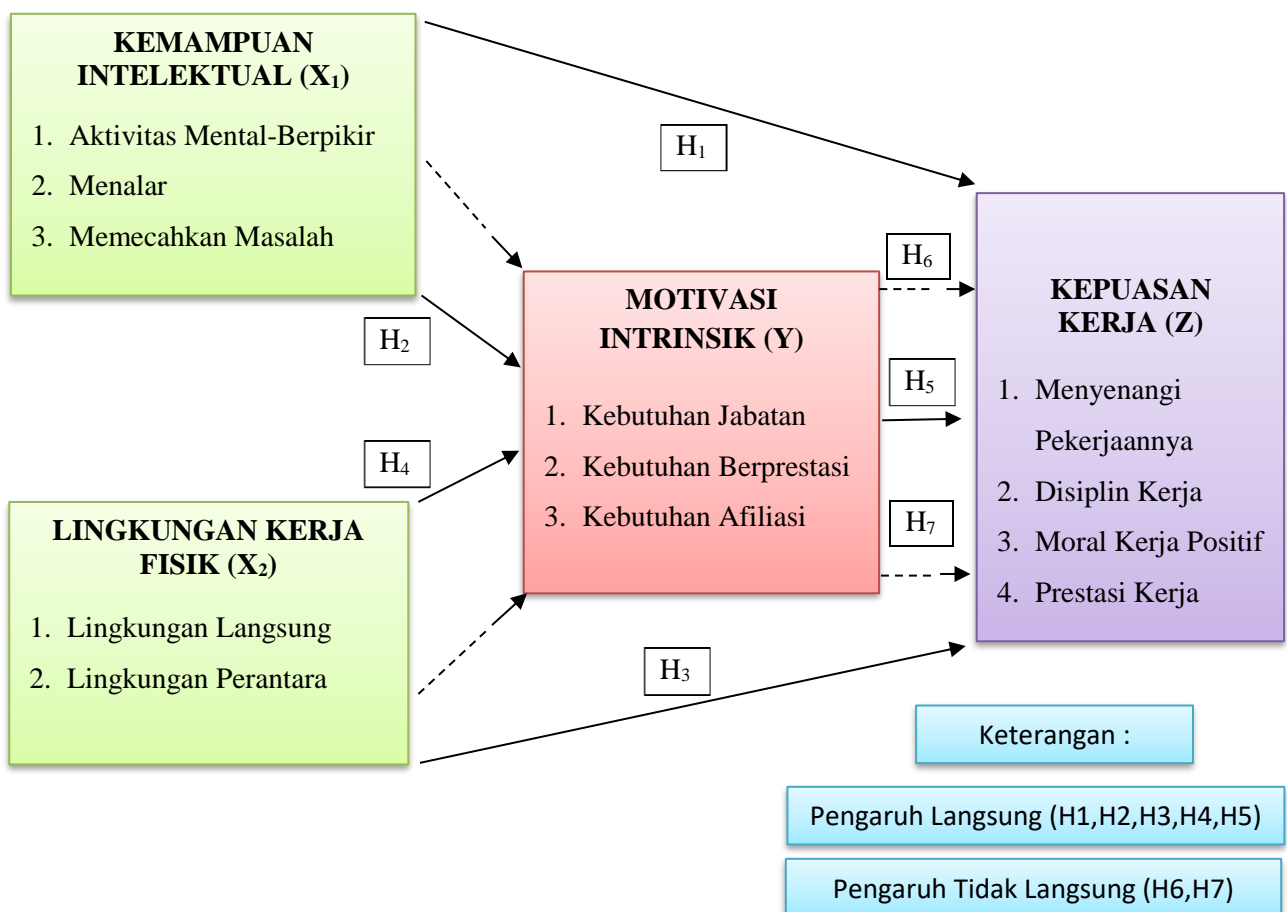 KEMAMPUAN
INTELEKTUAL (X₁)
1. Aktivitas Mental-Berpikir
2. Menalar
3. Memecahkan Masalah
H₁
H₂
H₄
LINGKUNGAN KERJA
FISIK (X₂)
1. Lingkungan Langsung
2. Lingkungan Perantara
MOTIVASI
INTRINSIK (Y)
1. Kebutuhan Jabatan
2. Kebutuhan Berprestasi
3. Kebutuhan Afiliasi
H₆
H₅
H₇
H₃
KEPUASAN
KERJA (Z)
1. Menyenangi
Pekerjaannya
2. Disiplin Kerja
3. Moral Kerja Positif
4. Prestasi Kerja
Keterangan :
Pengaruh Langsung (H1,H2,H3,H4,H5)
Pengaruh Tidak Langsung (H6,H7)